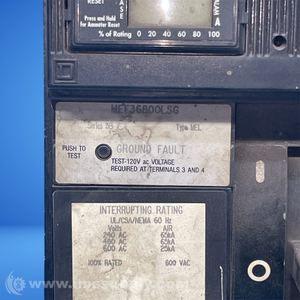 RESET
Press and Hold
for Ammeter Reset
% of Rating 0 20 40 60 80 100
A
MEF36800LSG
Type MEL
PUSH TO
TEST
GROUND FAULT
TEST-120V ac VOLTAGE
REQUIRED AT TERMINALS 3 AND 4
INTERRUPTING RATING
UL/CSA/NEMA 60 Hz
Volts AIR
240 AC 65kA
480 AC 65kA
600 AC 25kA
100% RATED 600 VAC